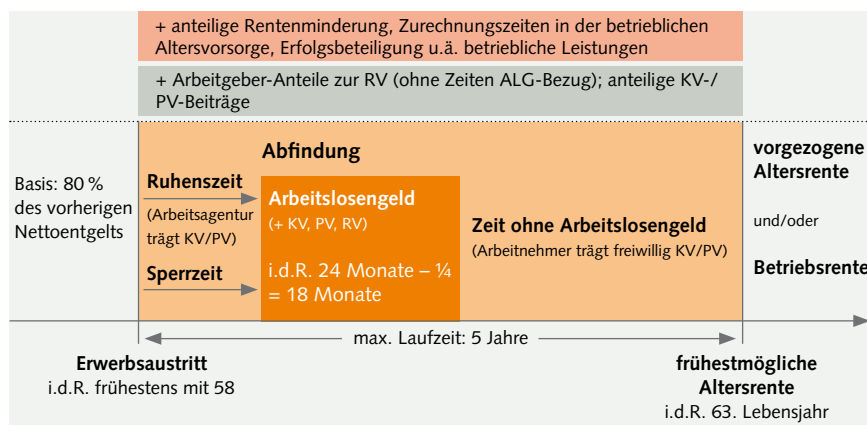 + anteilige Rentenminderung, Zurechnungszeiten in der betrieblichen
Altersvorsorge, Erfolgsbeteiligung u.ä. betriebliche Leistungen
+ Arbeitgeber-Anteile zur RV (ohne Zeiten ALG-Bezug); anteilige KV-/
PV-Beiträge
Basis: 80 %
des vorherigen
Nettoentgelts
Abfindung
Ruhenszeit
(Arbeitsagentur
trägt KV/PV)
Sperrzeit
Arbeitslosengeld
(+ KV, PV, RV)
i.d.R. 24 Monate – ¼
= 18 Monate
Zeit ohne Arbeitslosengeld
(Arbeitnehmer trägt freiwillig KV/PV)
vorgezogene
Altersrente
und/oder
Betriebsrente
max. Laufzeit: 5 Jahre
Erwerbsaustritt
i.d.R. frühestens mit 58
frühestmögliche
Altersrente
i.d.R. 63. Lebensjahr